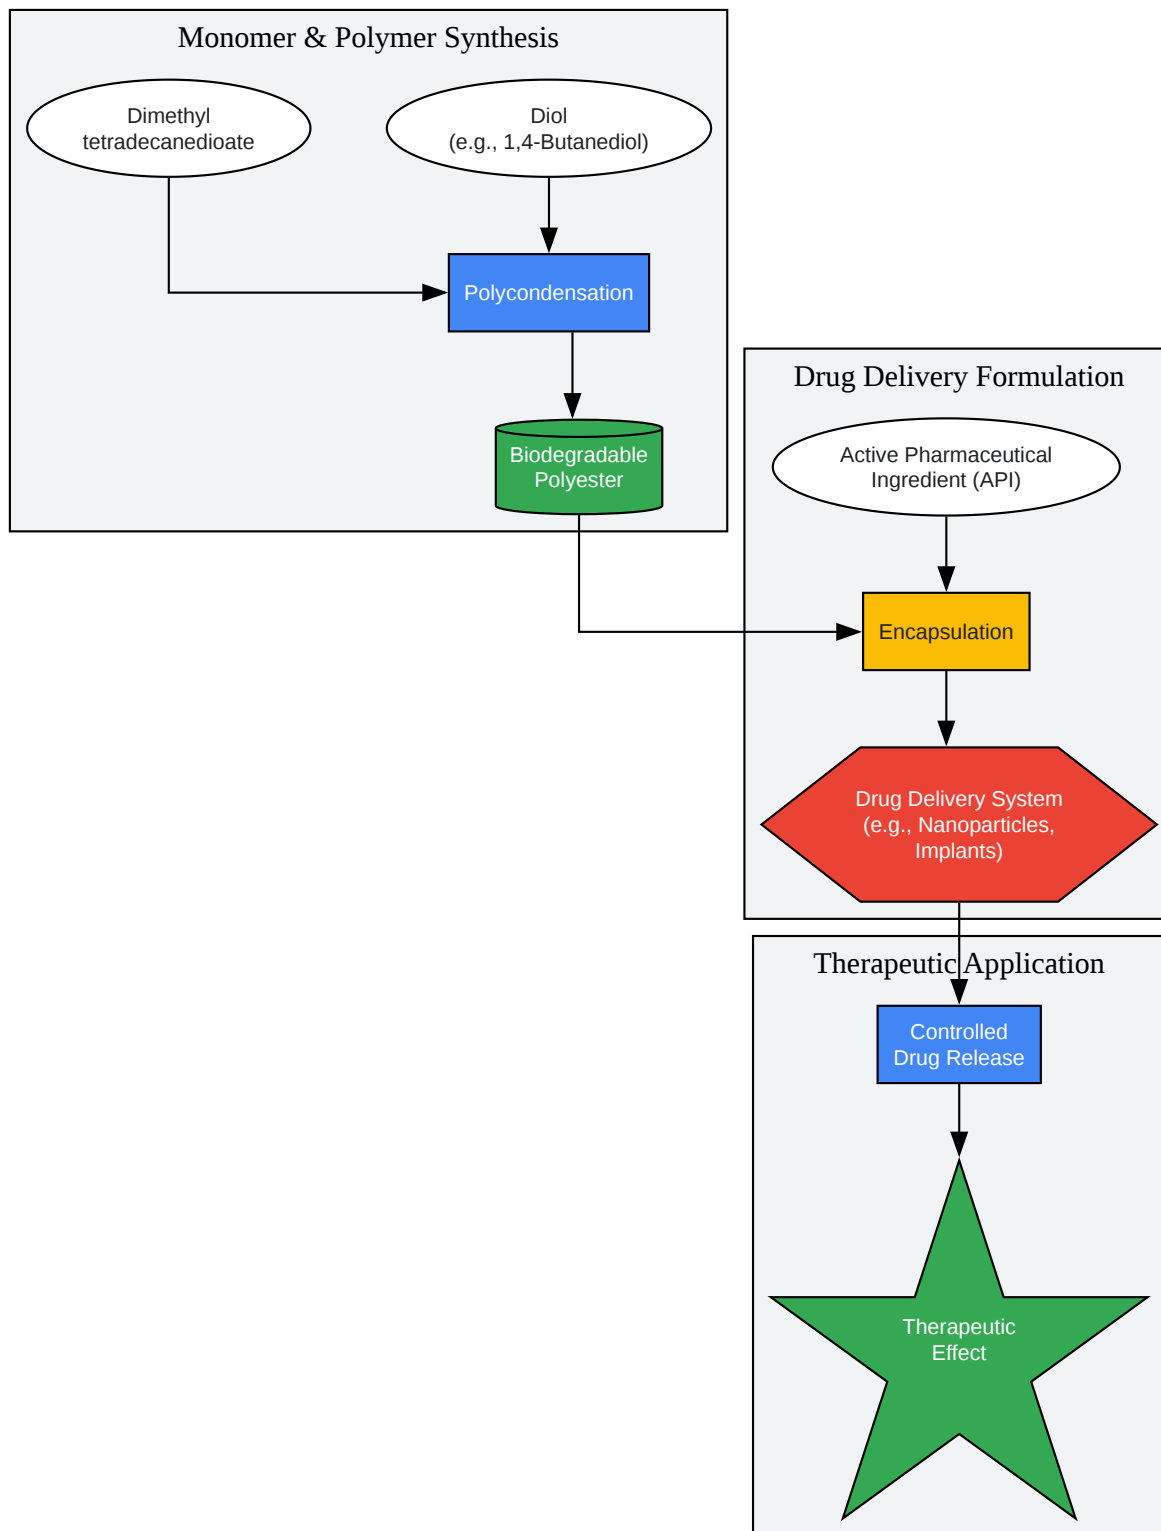 Monomer & Polymer Synthesis
Dimethyl
tetradecanedioate
Diol
(e.g., 1,4-Butanediol)
Polycondensation
Biodegradable
Polyester
Drug Delivery Formulation
Active Pharmaceutical
Ingredient (API)
Encapsulation
Drug Delivery System
(e.g., Nanoparticles,
Implants)
Therapeutic Application
Controlled
Drug Release
Therapeutic
Effect